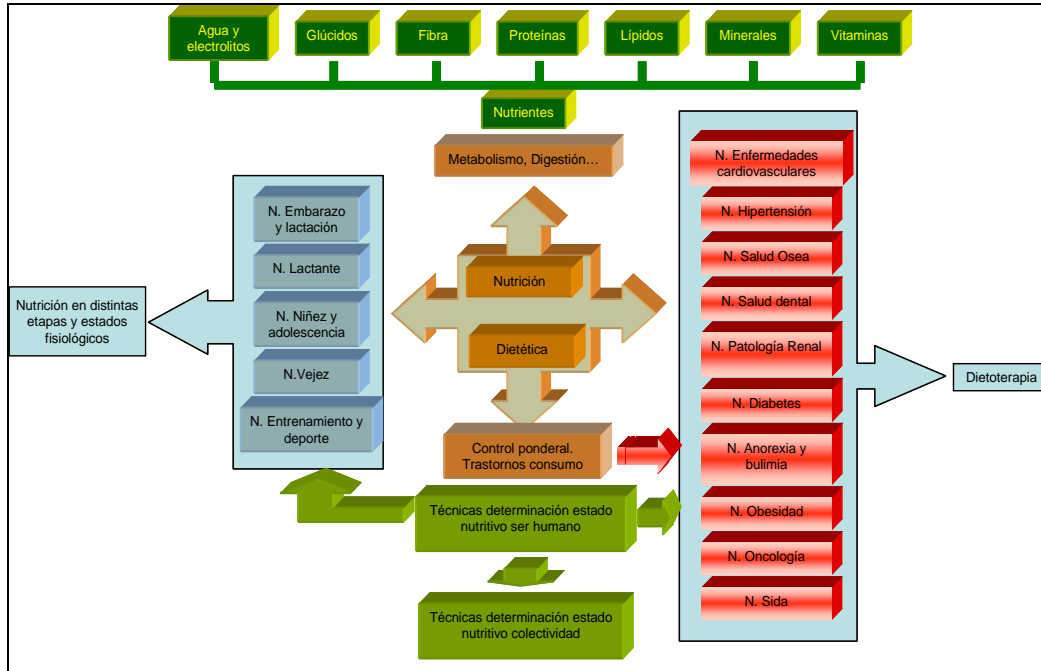 Agua y
electrolitos
Glúcidos
Fibra
Proteínas
Lípidos
Minerales
Vitaminas
Nutrientes
Metabolismo, Digestión…
N. Embarazo
y lactación
N. Lactante
N. Niñez y
adolescencia
N.Vejez
N. Entrenamiento y
deporte
Nutrición en distintas
etapas y estados
fisiológicos
Nutrición
Dietética
Control ponderal.
Trastornos consumo
Técnicas determinación estado
nutritivo ser humano
Técnicas determinación estado
nutritivo colectividad
N. Enfermedades
cardiovasculares
N. Hipertensión
N. Salud Osea
N. Salud dental
N. Patología Renal
N. Diabetes
N. Anorexia y
bulimia
N. Obesidad
N. Oncología
N. Sida
Dietoterapia